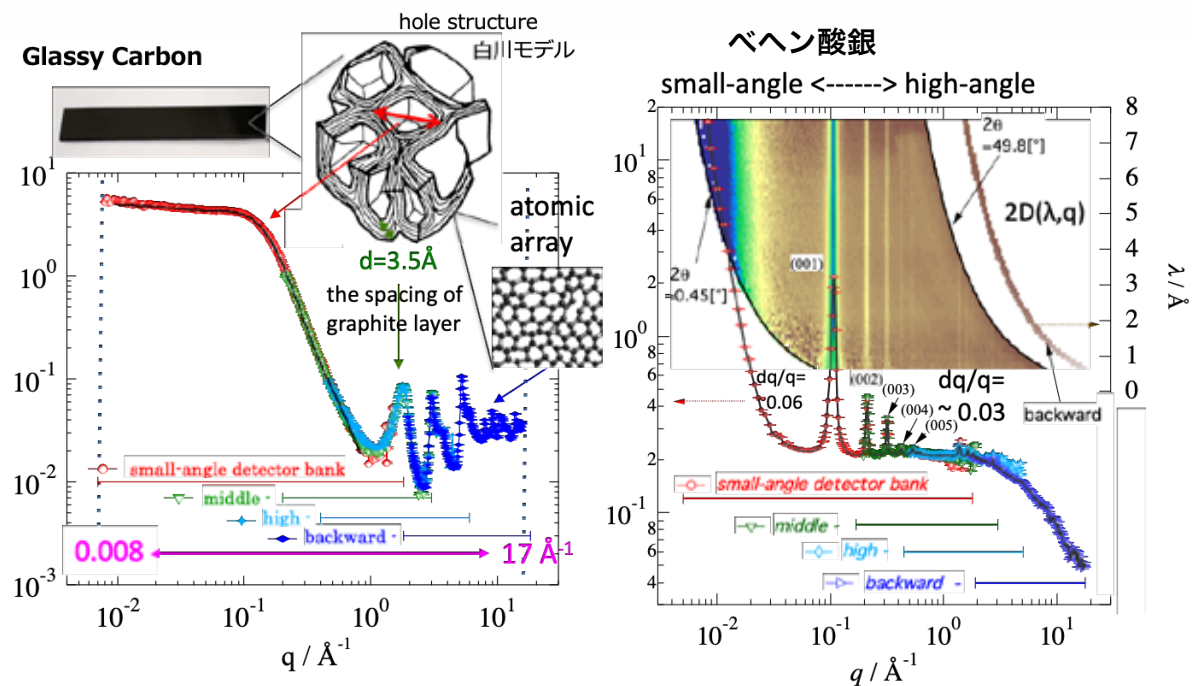 hole structure
白川モデル
Glassy Carbon
atomic
array
d=3.5Å
the spacing of
graphite layer
10¹
10⁰
10⁻¹
10⁻²
10⁻³
small-angle detector bank
middle -
high -
backward -
0.008
17 Å⁻¹
10⁻²
10⁻¹
10⁰
10¹
q / Å⁻¹
ベヘン酸銀
small-angle <------> high-angle
2
10¹
8
6
4
2
10⁰
8
6
4
2
10⁻¹
8
6
4
8
7
6
5
4
3
2
1
0
λ / Å
2θ
=49.8[°]
2D(λ,q)
(001)
2θ
=0.45[°]
dq/q=
~0.06
(002)
(003)
(004)
(005)
dq/q=
~ 0.03
backward
small-angle detector bank
middle -
high -
backward -
10⁻²
10⁻¹
10⁰
10¹
q / Å⁻¹